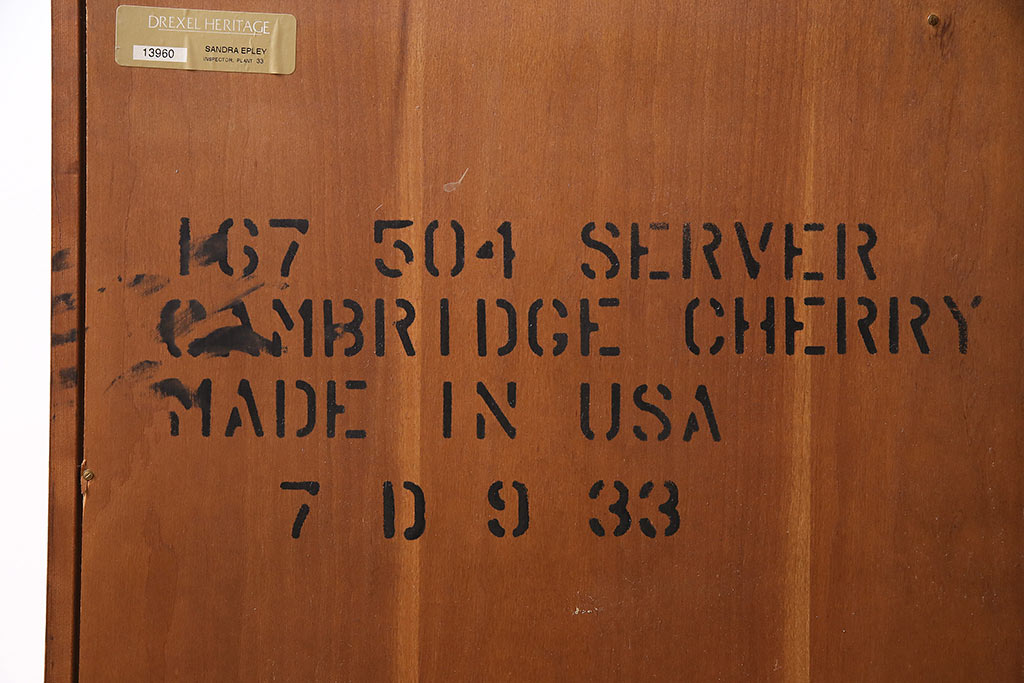 DREXEL HERITAGE
13960
SANDRA EPLEY
INSPECTOR, PLANT 33
167 504 SERVER
CAMBRIDGE CHERRY
MADE IN USA
7 D 9 33